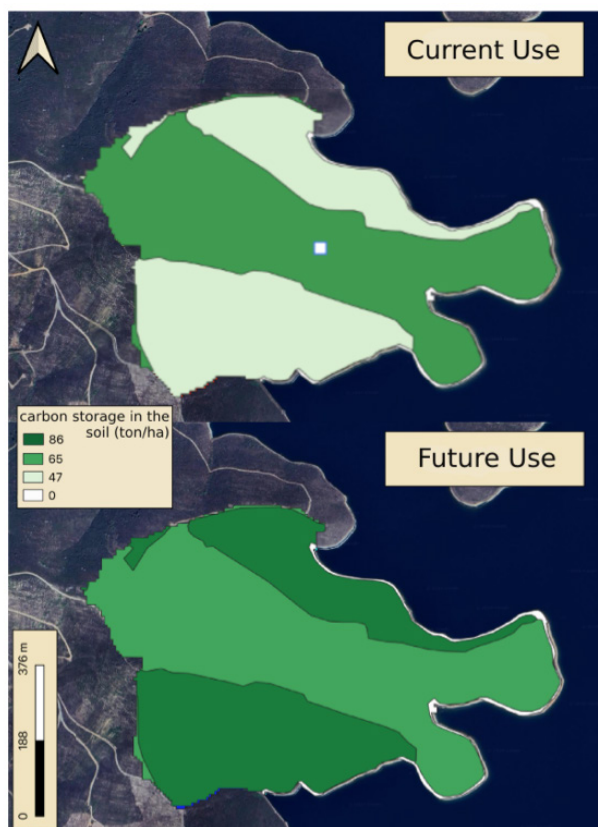 Current Use
carbon storage in the
soil (ton/ha)
86
65
47
0
Future Use
376 m
188
0